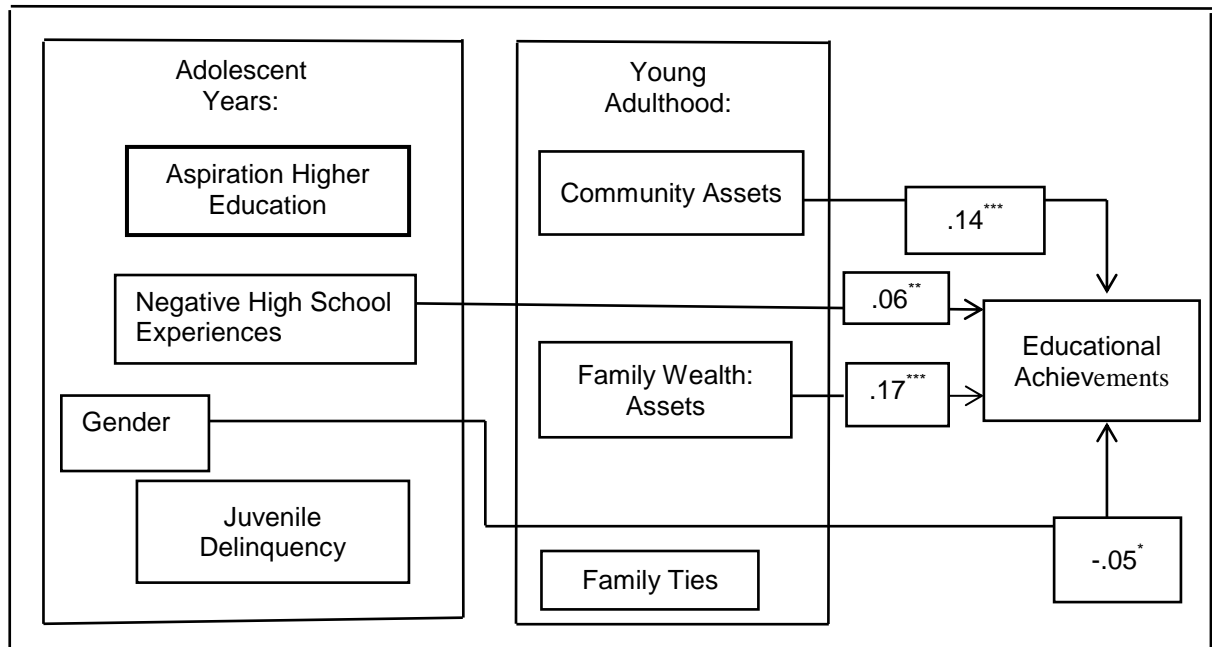 Adolescent
Years:
Aspiration Higher
Education
Negative High School
Experiences
Gender
Juvenile
Delinquency
Young
Adulthood:
Community Assets
Family Wealth:
Assets
Family Ties
.14***
.06**
.17***
-.05*
Educational
Achievements